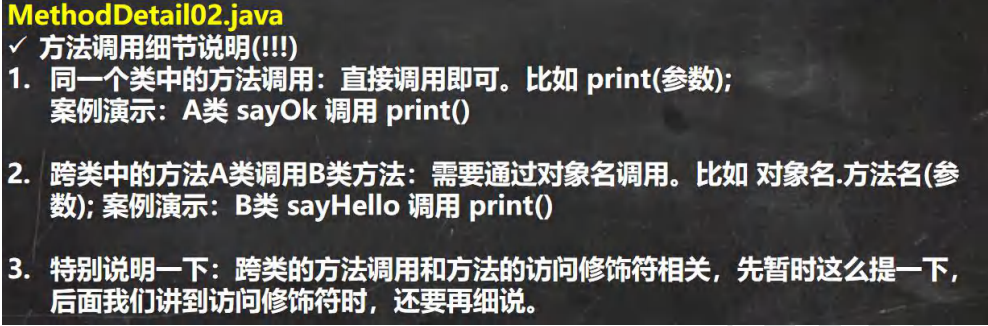 MethodDetail02.java
✓ 方法调用细节说明(!!!)
1. 同一个类中的方法调用：直接调用即可。比如 print(参数);
案例演示：A类 sayOk 调用 print()
2. 跨类中的方法A类调用B类方法：需要通过对象名调用。比如 对象名.方法名(参
数); 案例演示：B类 sayHello 调用 print()
3. 特别说明一下：跨类的方法调用和方法的访问修饰符相关，先暂时这么提一下，
后面我们讲到访问修饰符时，还要再细说。